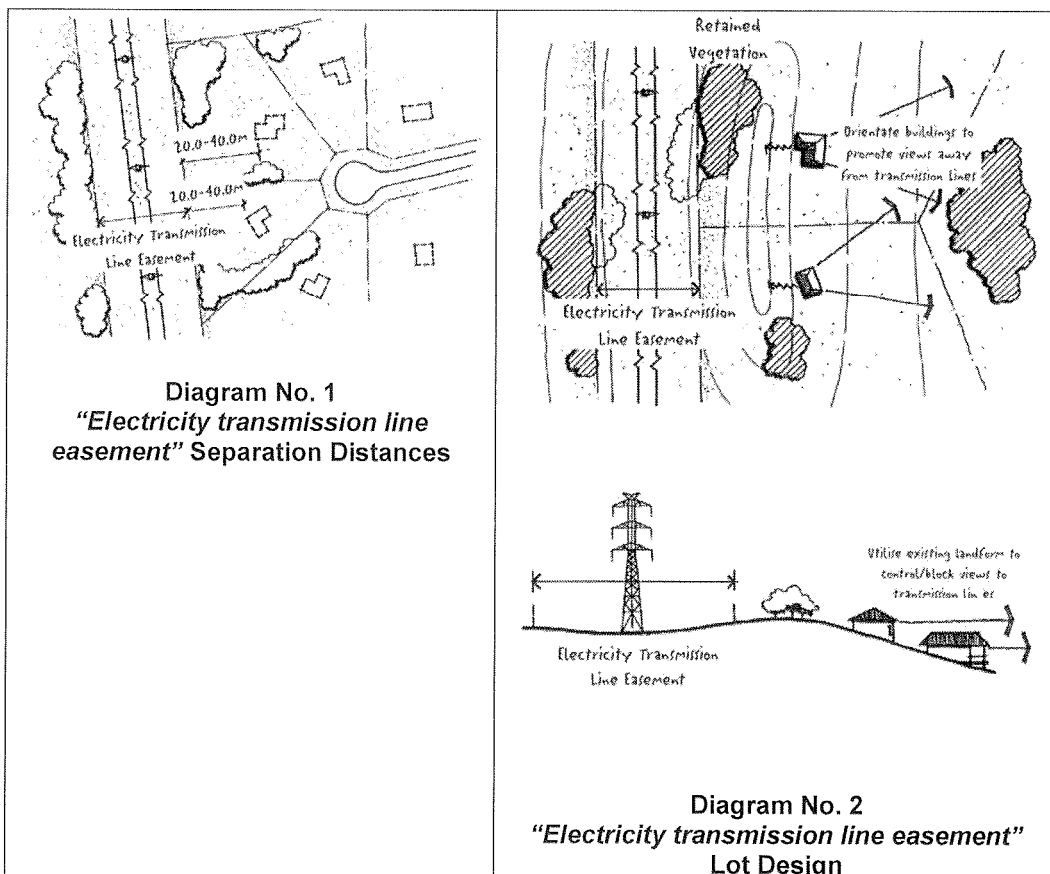 20.0-40.0m
20.0-40.0m
Electricity Transmission
Line Easement
Diagram No. 1
"Electricity transmission line
easement" Separation Distances
Retained
Vegetation
Orientate buildings to
promote views away
from transmission lines
Electricity Transmission
Line Easement
Utilise existing landform to
control/block views to
transmission lines
Electricity Transmission
Line Easement
Diagram No. 2
"Electricity transmission line easement"
Lot Design